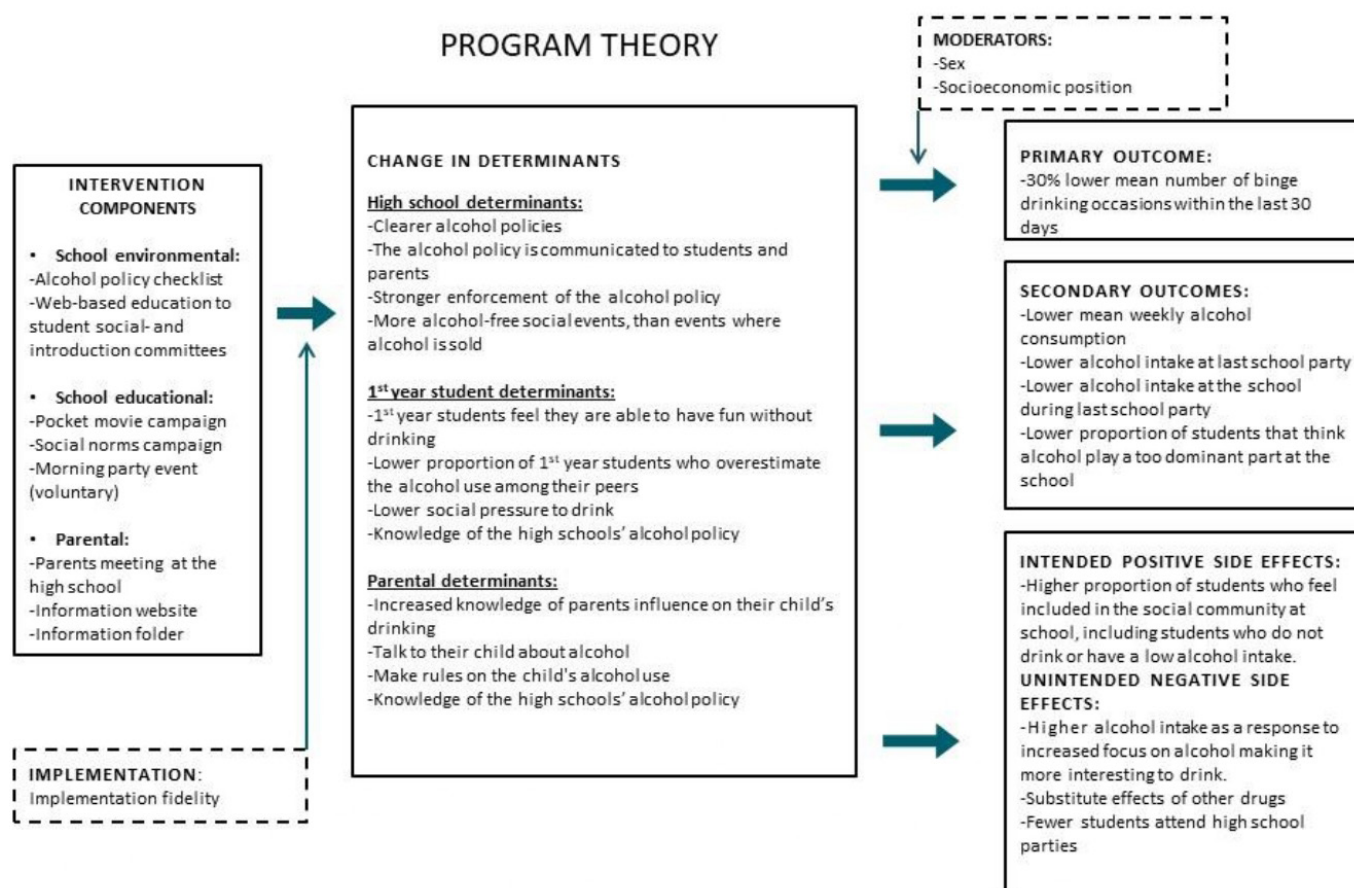 PROGRAM THEORY
INTERVENTION
COMPONENTS
• School environmental:
-Alcohol policy checklist
-Web-based education to
student social- and
introduction committees
• School educational:
-Pocket movie campaign
-Social norms campaign
-Morning party event
(voluntary)
• Parental:
-Parents meeting at the
high school
-Information website
-Information folder
IMPLEMENTATION:
Implementation fidelity
CHANGE IN DETERMINANTS
High school determinants:
-Clearer alcohol policies
-The alcohol policy is communicated to students and
parents
-Stronger enforcement of the alcohol policy
-More alcohol-free social events, than events where
alcohol is sold
1st year student determinants:
-1st year students feel they are able to have fun without
drinking
-Lower proportion of 1st year students who overestimate
the alcohol use among their peers
-Lower social pressure to drink
-Knowledge of the high schools' alcohol policy
Parental determinants:
-Increased knowledge of parents influence on their child's
drinking
-Talk to their child about alcohol
-Make rules on the child's alcohol use
-Knowledge of the high schools' alcohol policy
MODERATORS:
-Sex
-Socioeconomic position
PRIMARY OUTCOME:
-30% lower mean number of binge
drinking occasions within the last 30
days
SECONDARY OUTCOMES:
-Lower mean weekly alcohol
consumption
-Lower alcohol intake at last school party
-Lower alcohol intake at the school
during last school party
-Lower proportion of students that think
alcohol play a too dominant part at the
school
INTENDED POSITIVE SIDE EFFECTS:
-Higher proportion of students who feel
included in the social community at
school, including students who do not
drink or have a low alcohol intake.
UNINTENDED NEGATIVE SIDE
EFFECTS:
-Higher alcohol intake as a response to
increased focus on alcohol making it
more interesting to drink.
-Substitute effects of other drugs
-Fewer students attend high school
parties